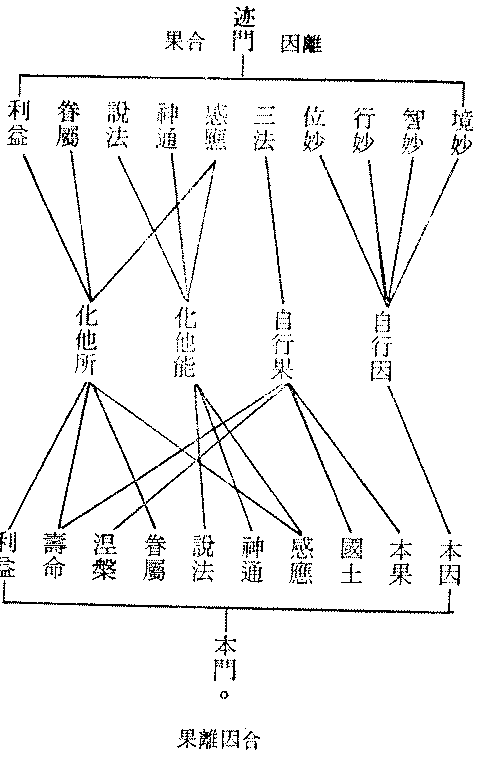 迹門
因離
果合
境妙
智妙
行妙
位妙
三法
感應
神通
說法
眷屬
利益
自行因
自行果
化他能
化他所
本因
本果
國土
感應
神通
說法
眷屬
涅槃
壽命
利益
本門。
果離因合